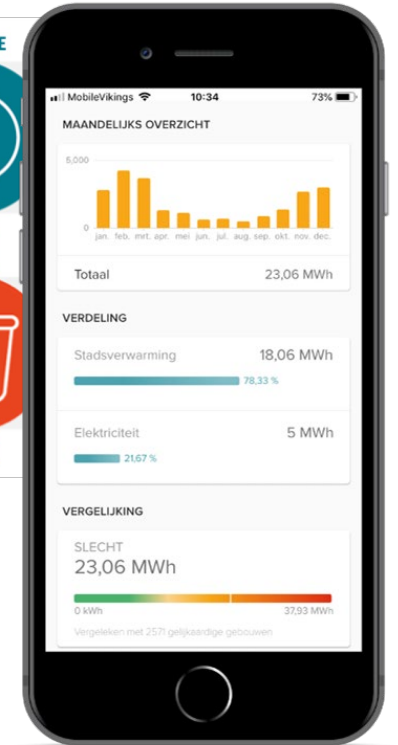 E
MobileVikings 10:34 73%
MAANDELIJKS OVERZICHT
5,000
0
jan. feb. mrt. apr. mei jun. jul. aug. sep. okt. nov. dec.
Totaal 23,06 MWh
VERDELING
Stadsverwarming 18,06 MWh
78,33 %
Elektriciteit 5 MWh
21,67 %
VERGELIJKING
SLECHT
23,06 MWh
0 kWh 37,93 MWh
Vergeleken met 2571 gelijkaardige gebouwen